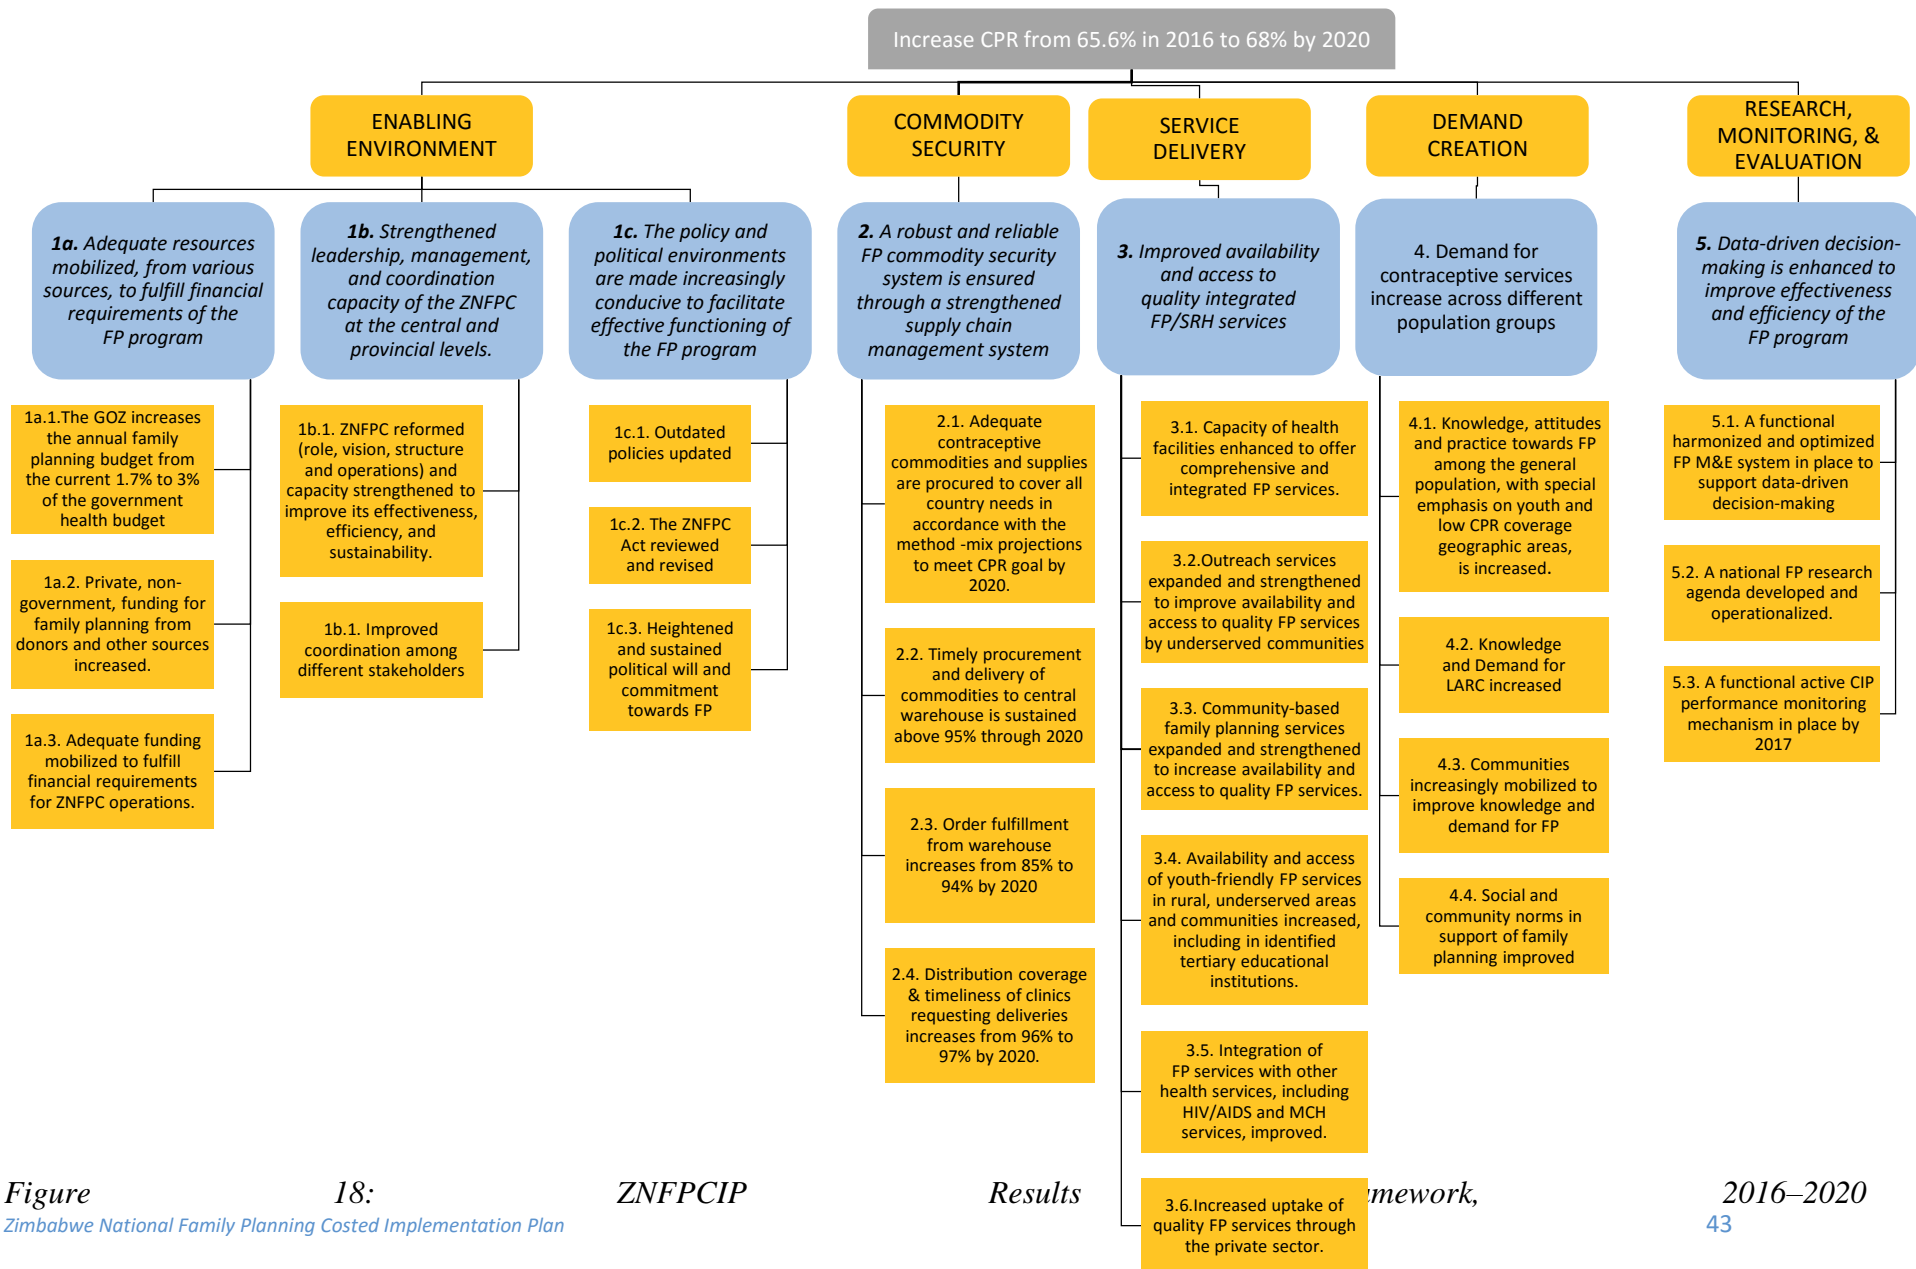 Increase CPR from 65.6% in 2016 to 68% by 2020
ENABLING
ENVIRONMENT
1a. Adequate resources
mobilized, from various
sources, to fulfill financial
requirements of the
FP program
1a.1.The GOZ increases
the annual family
planning budget from
the current 1.7% to 3%
of the government
health budget
1a.2. Private, non-
government, funding for
family planning from
donors and other sources
increased.
1a.3. Adequate funding
mobilized to fulfill
financial requirements
for ZNFPC operations.
1b. Strengthened
leadership, management,
and coordination
capacity of the ZNFPC
at the central and
provincial levels.
1b.1. ZNFPC reformed
(role, vision, structure
and operations) and
capacity strengthened to
improve its effectiveness,
efficiency, and
sustainability.
1b.1. Improved
coordination among
different stakeholders
1c. The policy and
political environments
are made increasingly
conducive to facilitate
effective functioning of
the FP program
1c.1. Outdated
policies updated
1c.2. The ZNFPC
Act reviewed
and revised
1c.3. Heightened
and sustained
political will and
commitment
towards FP
COMMODITY
SECURITY
2. A robust and reliable
FP commodity security
system is ensured
through a strengthened
supply chain
management system
2.1. Adequate
contraceptive
commodities and supplies
are procured to cover all
country needs in
accordance with the
method -mix projections
to meet CPR goal by
2020.
2.2. Timely procurement
and delivery of
commodities to central
warehouse is sustained
above 95% through 2020
2.3. Order fulfillment
from warehouse
increases from 85% to
94% by 2020
2.4. Distribution coverage
& timeliness of clinics
requesting deliveries
increases from 96% to
97% by 2020.
SERVICE
DELIVERY
3. Improved availability
and access to
quality integrated
FP/SRH services
3.1. Capacity of health
facilities enhanced to offer
comprehensive and
integrated FP services.
3.2.Outreach services
expanded and strengthened
to improve availability and
access to quality FP services
by underserved communities
3.3. Community-based
family planning services
expanded and strengthened
to increase availability and
access to quality FP services.
3.4. Availability and access
of youth-friendly FP services
in rural, underserved areas
and communities increased,
including in identified
tertiary educational
institutions.
3.5. Integration of
FP services with other
health services, including
HIV/AIDS and MCH
services, improved.
3.6.Increased uptake of
quality FP services through
the private sector.
DEMAND
CREATION
4. Demand for
contraceptive services
increase across different
population groups
4.1. Knowledge, attitudes
and practice towards FP
among the general
population, with special
emphasis on youth and
low CPR coverage
geographic areas,
is increased.
4.2. Knowledge
and Demand for
LARC increased
4.3. Communities
increasingly mobilized to
improve knowledge and
demand for FP
4.4. Social and
community norms in
support of family
planning improved
RESEARCH,
MONITORING, &
EVALUATION
5. Data-driven decision-
making is enhanced to
improve effectiveness
and efficiency of the
FP program
5.1. A functional
harmonized and optimized
FP M&E system in place to
support data-driven
decision-making
5.2. A national FP research
agenda developed and
operationalized.
5.3. A functional active CIP
performance monitoring
mechanism in place by
2017
Figure 18: ZNFPCIP Results mework, 2016–2020
Zimbabwe National Family Planning Costed Implementation Plan 43